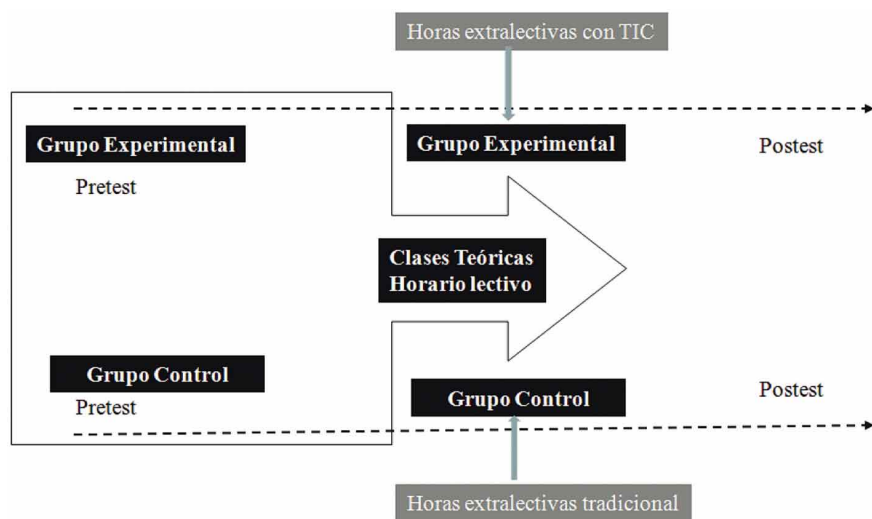 Horas extralectivas con TIC
Grupo Experimental
Pretest
Grupo Experimental
Postest
Clases Teóricas
Horario lectivo
Grupo Control
Pretest
Grupo Control
Postest
Horas extralectivas tradicional